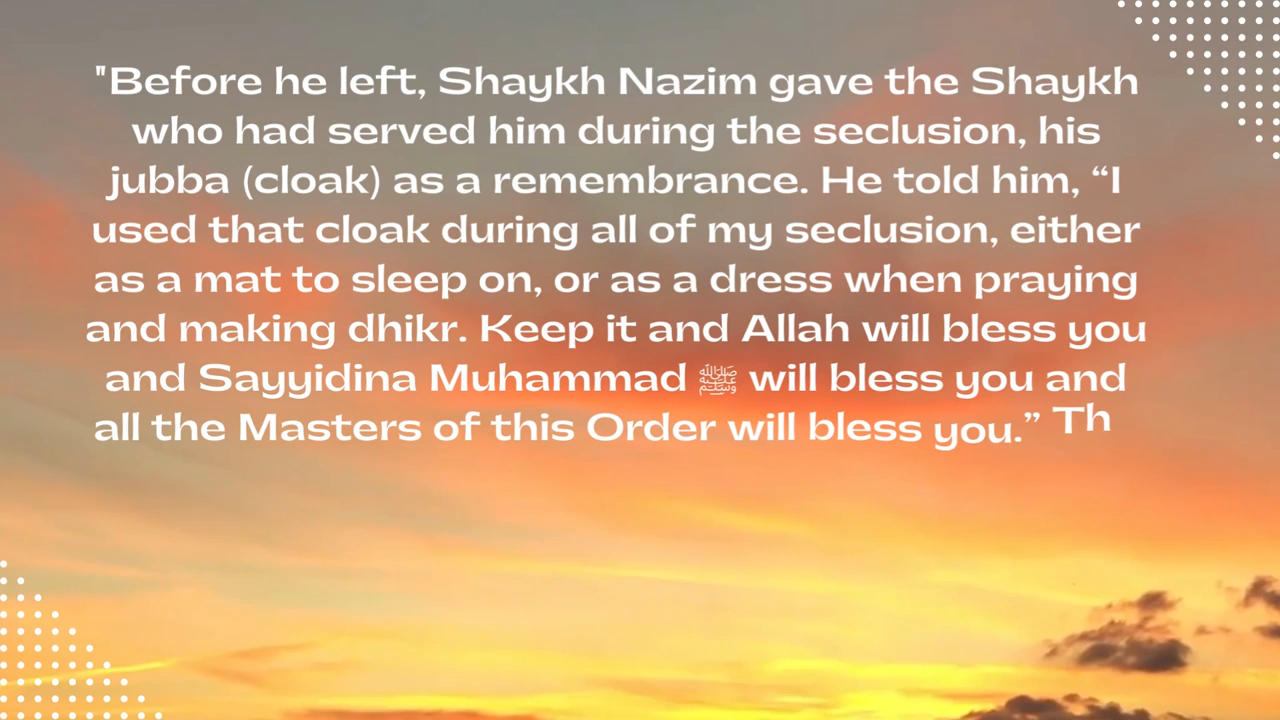 "Before he left, Shaykh Nazim gave the Shaykh
who had served him during the seclusion, his
jubba (cloak) as a remembrance. He told him, “I
used that cloak during all of my seclusion, either
as a mat to sleep on, or as a dress when praying
and making dhikr. Keep it and Allah will bless you
and Sayyidina Muhammad ﷺ will bless you and
all the Masters of this Order will bless you.” Th